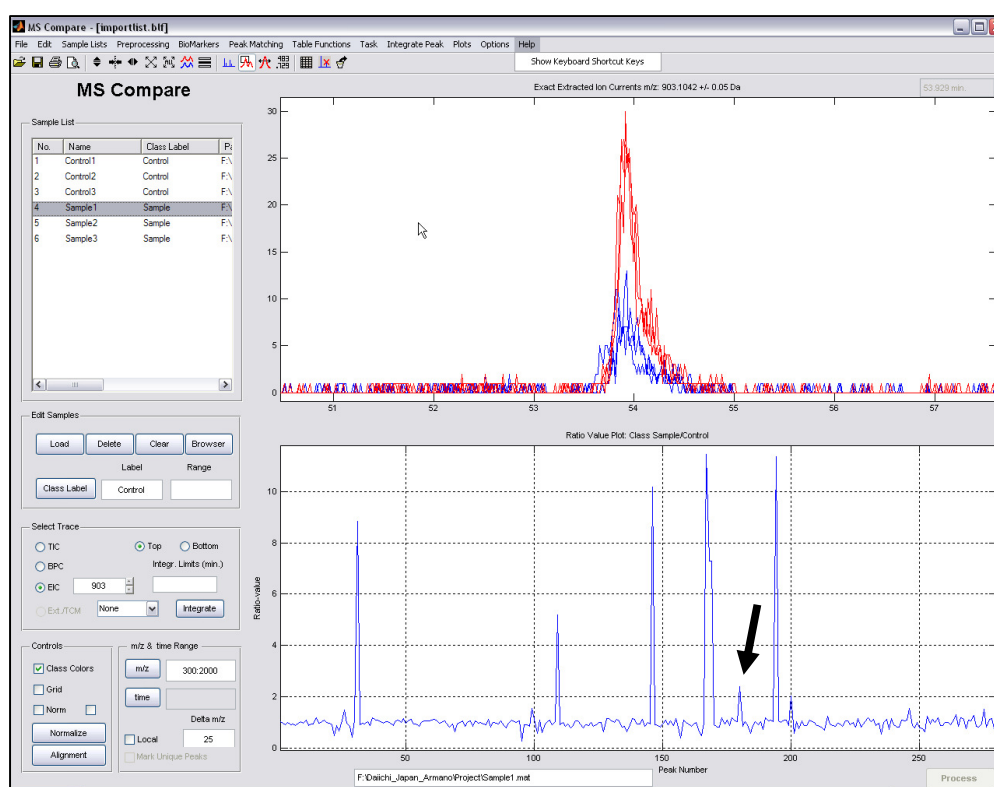 MS Compare - [importlist.blf]
File Edit Sample Lists Preprocessing BioMarkers Peak Matching Table Functions Task Integrate Peak Plots Options Help
Show Keyboard Shortcut Keys
MS Compare
Exact Extracted Ion Currents m/z: 903.1042 +/- 0.05 Da
53.929 min
Sample List
No. Name Class Label
1 Control1 Control F:\
2 Control2 Control F:\
3 Control3 Control F:\
4 Sample1 Sample F:\
5 Sample2 Sample F:\
6 Sample3 Sample F:\
30
25
20
15
10
5
0
51 52 53 54 55 56 57
Edit Samples
Load Delete Clear Browser
Label Range
Class Label Control
Select Trace
TIC Top Bottom
BPC Integr. Limits (min.)
EIC 903
Ext./TCM None Integrate
Controls
Class Colors
Grid
Norm
Normalize
Alignment
m/z & time Range
m/z 300:2000
time
Delta m/z
Local 25
Mark Unique Peaks
Ratio Value Plot: Class Sample/Control
Ratio-value
10
8
6
4
2
0
50 100 150 200 250
Peak Number
F:\Daiichi_Japan_Armano\Project\Sample1.mat
Process